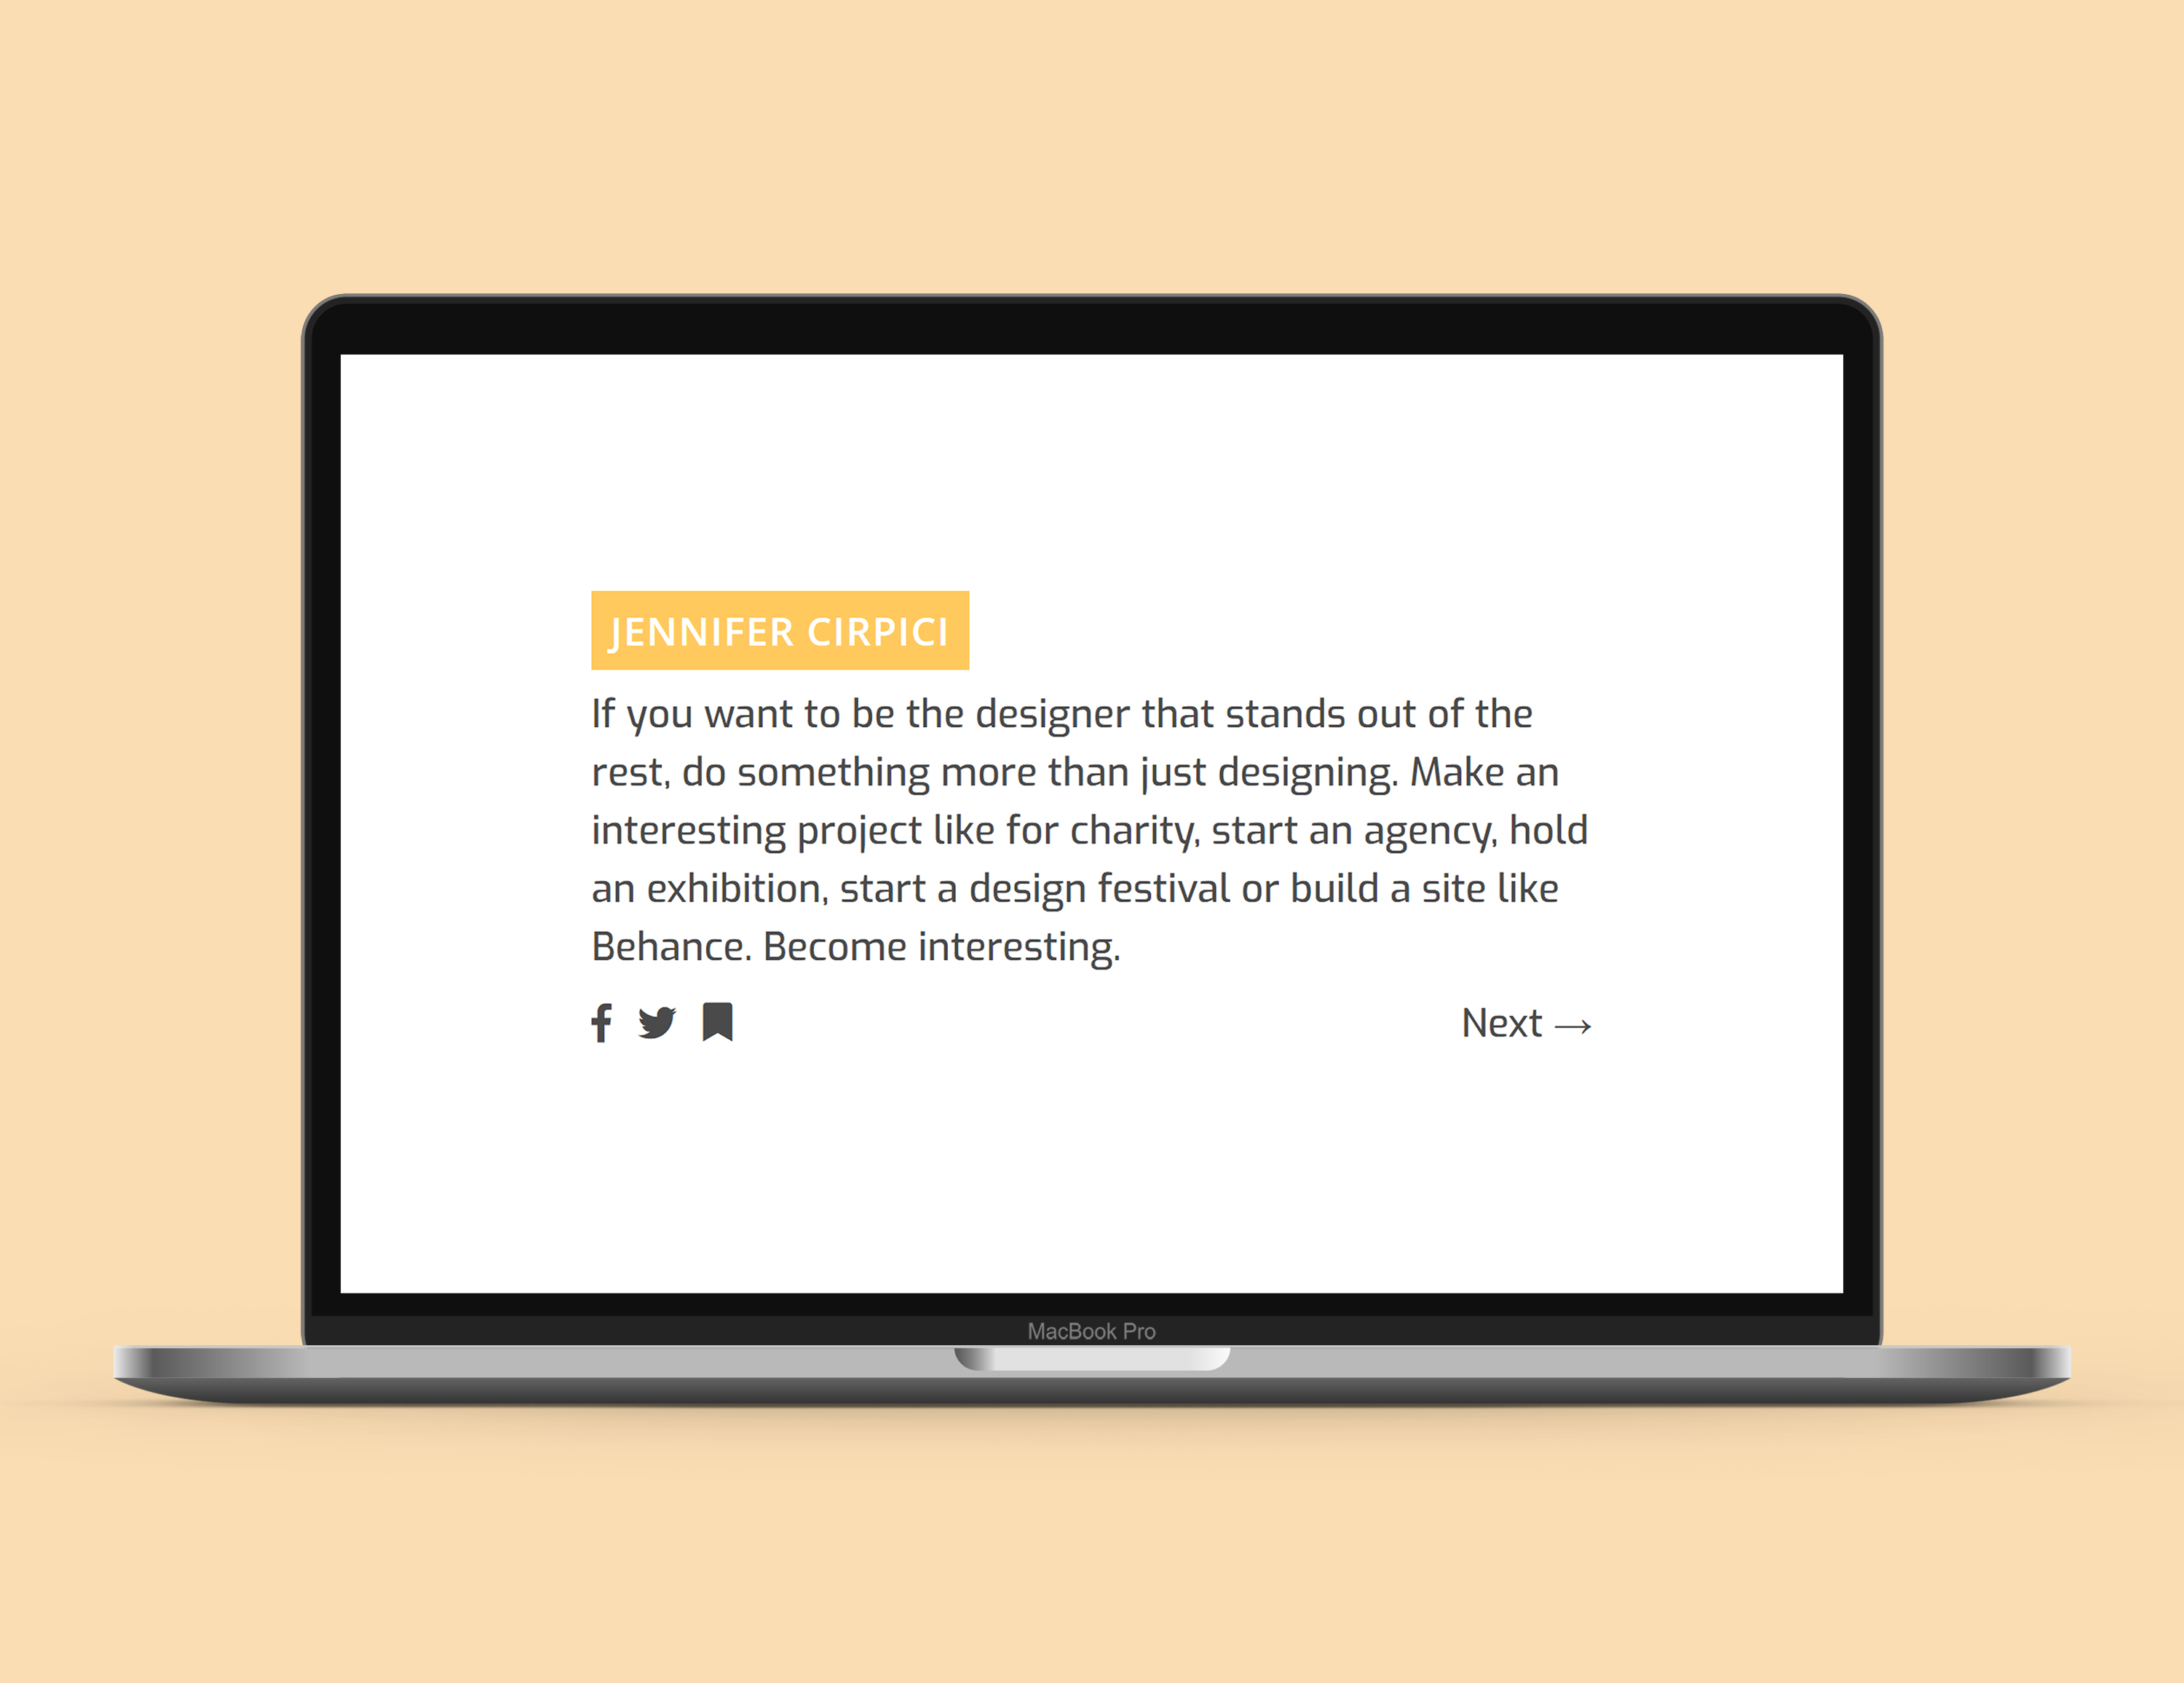 JENNIFER CIRPICI
If you want to be the designer that stands out of the
rest, do something more than just designing. Make an
interesting project like for charity, start an agency, hold
an exhibition, start a design festival or build a site like
Behance. Become interesting.
Next →
MacBook Pro